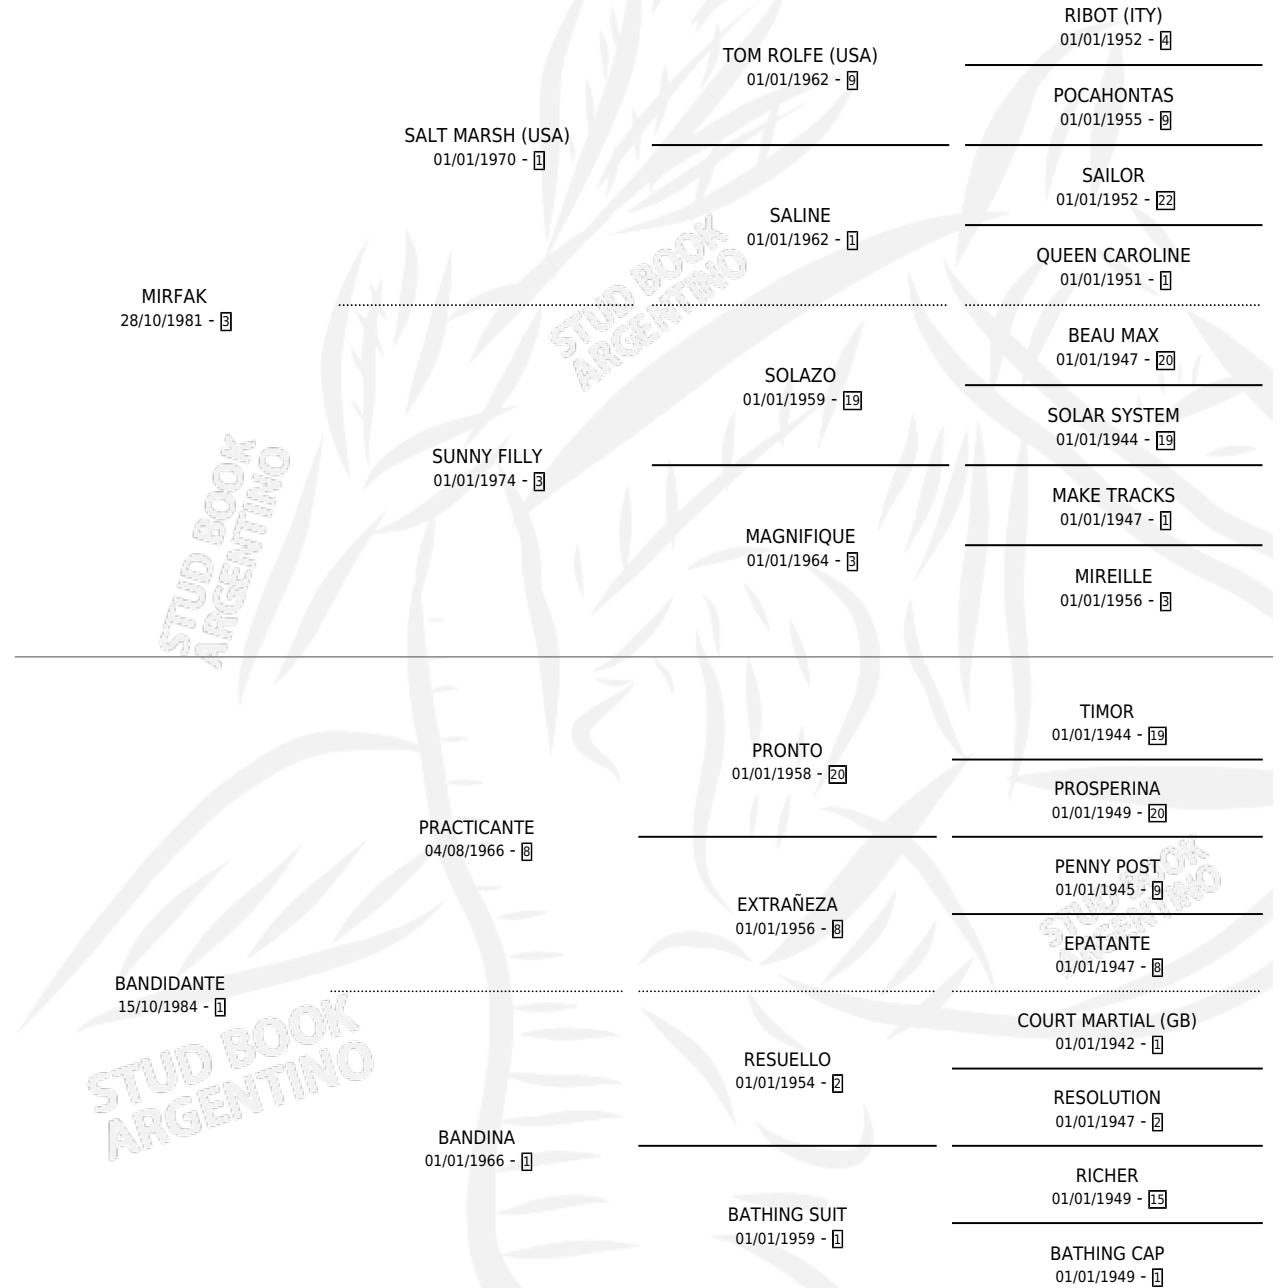 RIBOT (ITY)
01/01/1952 - 4
TOM ROLFE (USA)
01/01/1962 - 9
POCAHONTAS
01/01/1955 - 9
SALT MARSH (USA)
01/01/1970 - 1
SAILOR
01/01/1952 - 22
SALINE
01/01/1962 - 1
QUEEN CAROLINE
01/01/1951 - 1
MIRFAK
28/10/1981 - 3
BEAU MAX
01/01/1947 - 20
SOLAZO
01/01/1959 - 19
SOLAR SYSTEM
01/01/1944 - 19
SUNNY FILLY
01/01/1974 - 3
MAKE TRACKS
01/01/1947 - 1
MAGNIFIQUE
01/01/1964 - 3
MIREILLE
01/01/1956 - 3
STUD BOOK
ARGENTINO
STUD BOOK
ARGENTINO
TIMOR
01/01/1944 - 19
PRONTO
01/01/1958 - 20
PROSPERINA
01/01/1949 - 20
PRACTICANTE
04/08/1966 - 8
PENNY POST
01/01/1945 - 9
EXTRAÑEZA
01/01/1956 - 8
EPATANTE
01/01/1947 - 8
BANDIDANTE
15/10/1984 - 1
COURT MARTIAL (GB)
01/01/1942 - 1
RESUELLO
01/01/1954 - 2
RESOLUTION
01/01/1947 - 2
BANDINA
01/01/1966 - 1
RICHER
01/01/1949 - 15
BATHING SUIT
01/01/1959 - 1
BATHING CAP
01/01/1949 - 1
STUD BOOK
ARGENTINO
STUD BOOK
ARGENTINO